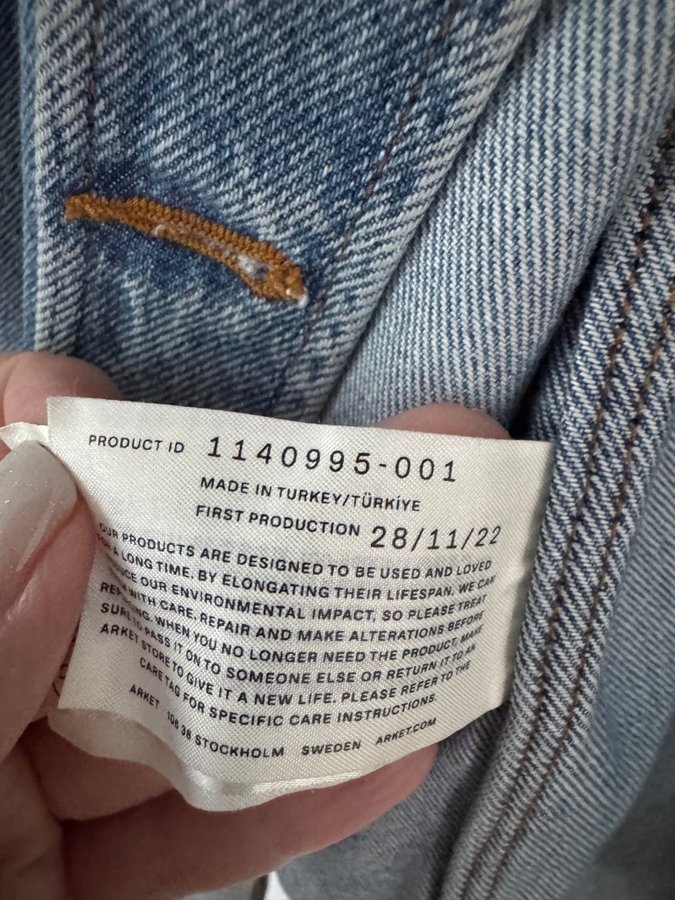 PRODUCT ID 1140995-001
MADE IN TURKEY/TÜRKİYE
FIRST PRODUCTION 28/11/22
OUR PRODUCTS ARE DESIGNED TO BE USED AND LOVED
A LONG TIME. BY ELONGATING THEIR LIFESPAN, WE CAN
OUR ENVIRONMENTAL IMPACT, SO PLEASE TREAT
WITH CARE, REPAIR AND MAKE ALTERATIONS BEFORE
WHEN YOU NO LONGER NEED THE PRODUCT, MAKE
SURE TO PASS IT ON TO SOMEONE ELSE OR RETURN IT TO AN
ARKET STORE TO GIVE IT A NEW LIFE. PLEASE REFER TO THE
CARE TAG FOR SPECIFIC CARE INSTRUCTIONS.
ARKET 106 38 STOCKHOLM SWEDEN ARKET.COM